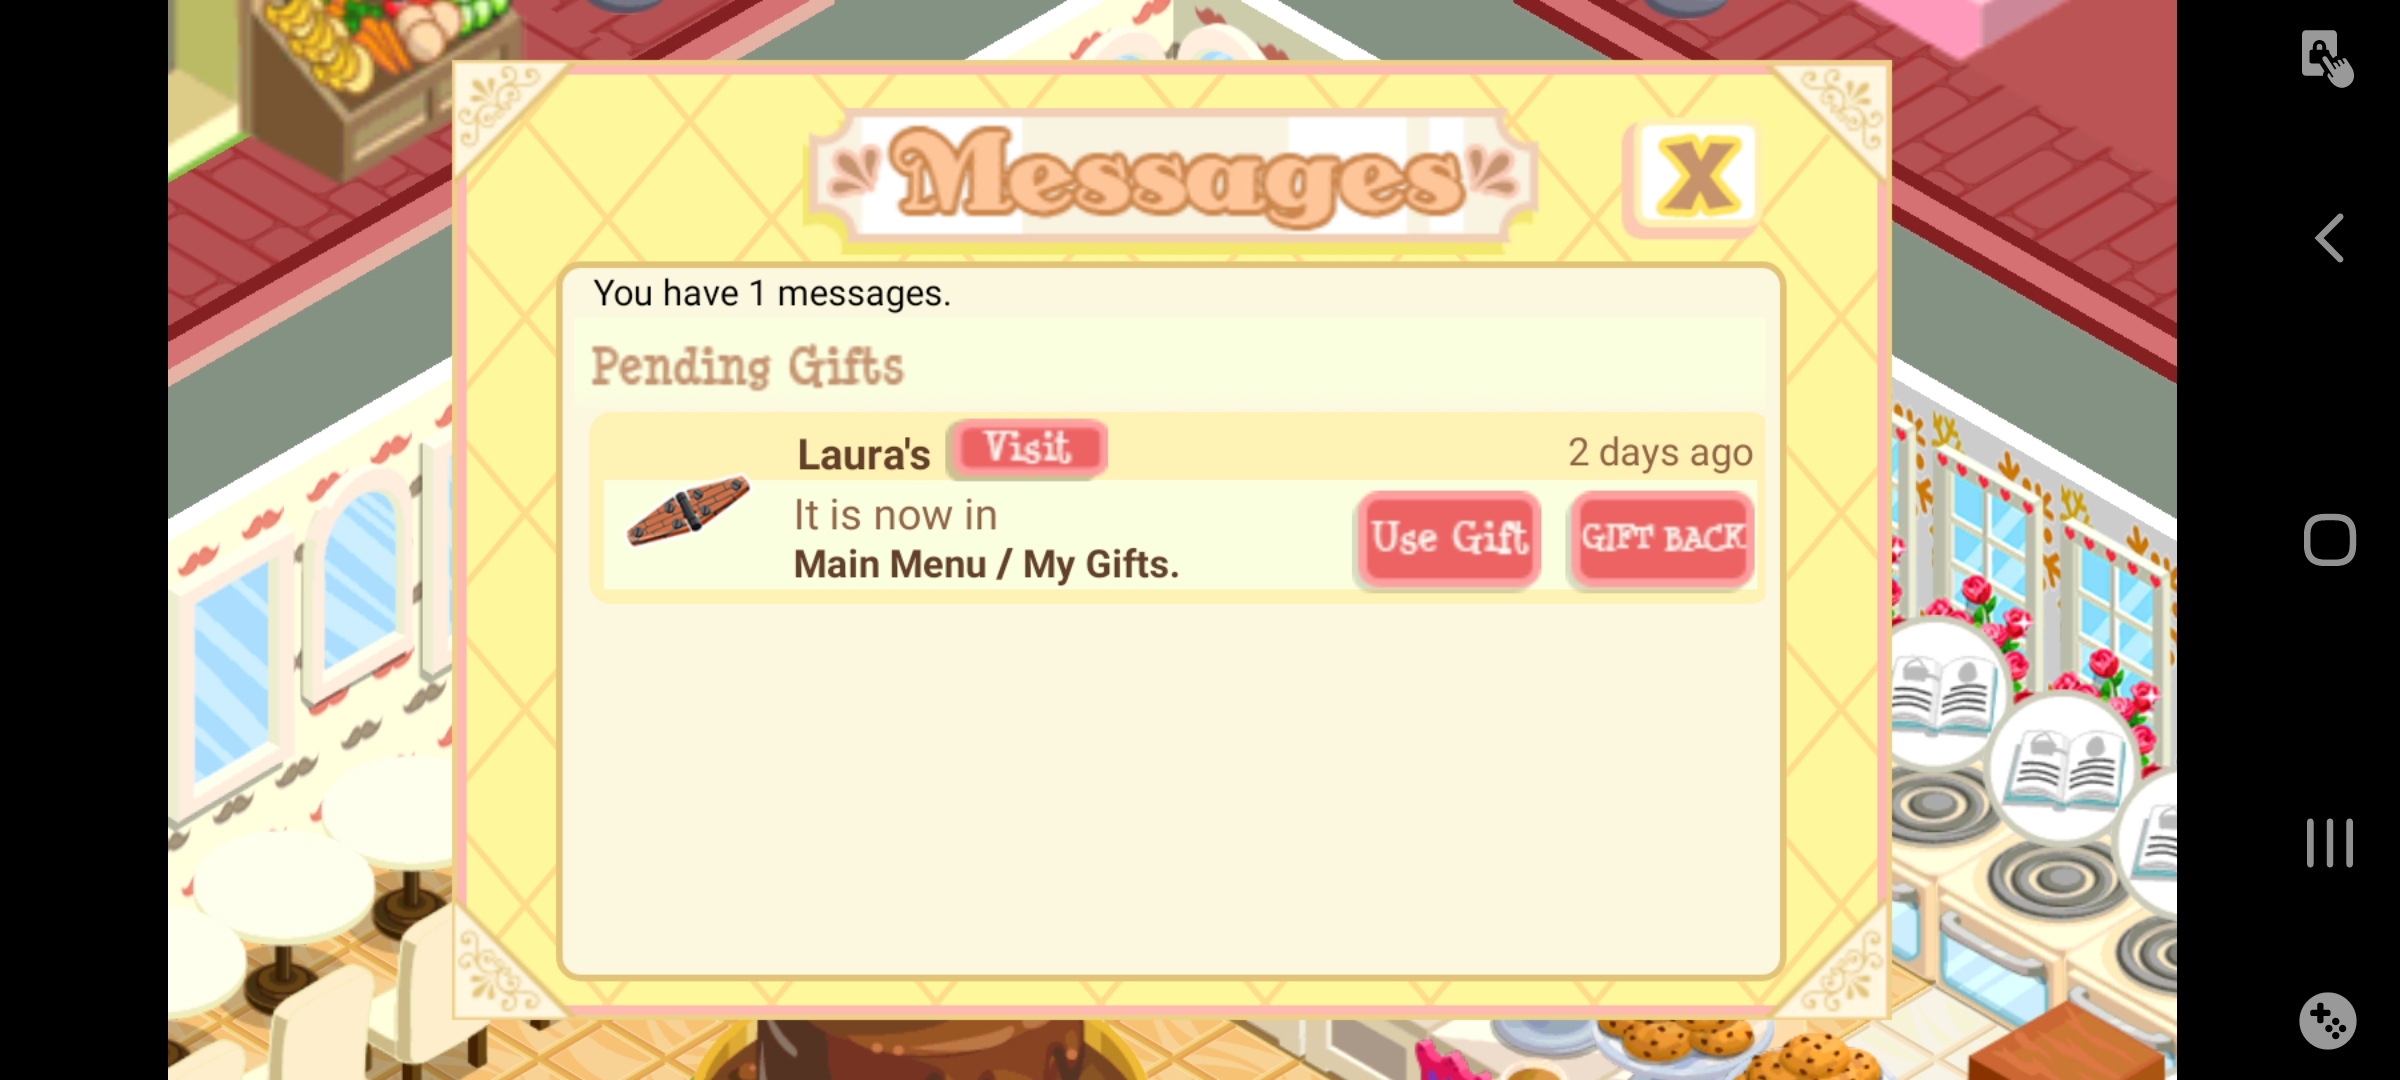 Messages
X
You have 1 messages.
Pending Gifts
Laura's Visit 2 days ago
It is now in
Main Menu / My Gifts.
Use Gift GIFT BACK